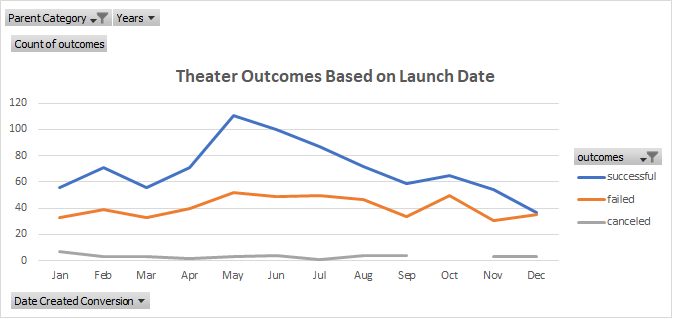 Parent Category Years
Count of outcomes
Theater Outcomes Based on Launch Date
120
100
80
60
40
20
0
Jan Feb Mar Apr May Jun Jul Aug Sep Oct Nov Dec
outcomes
successful
failed
canceled
Date Created Conversion